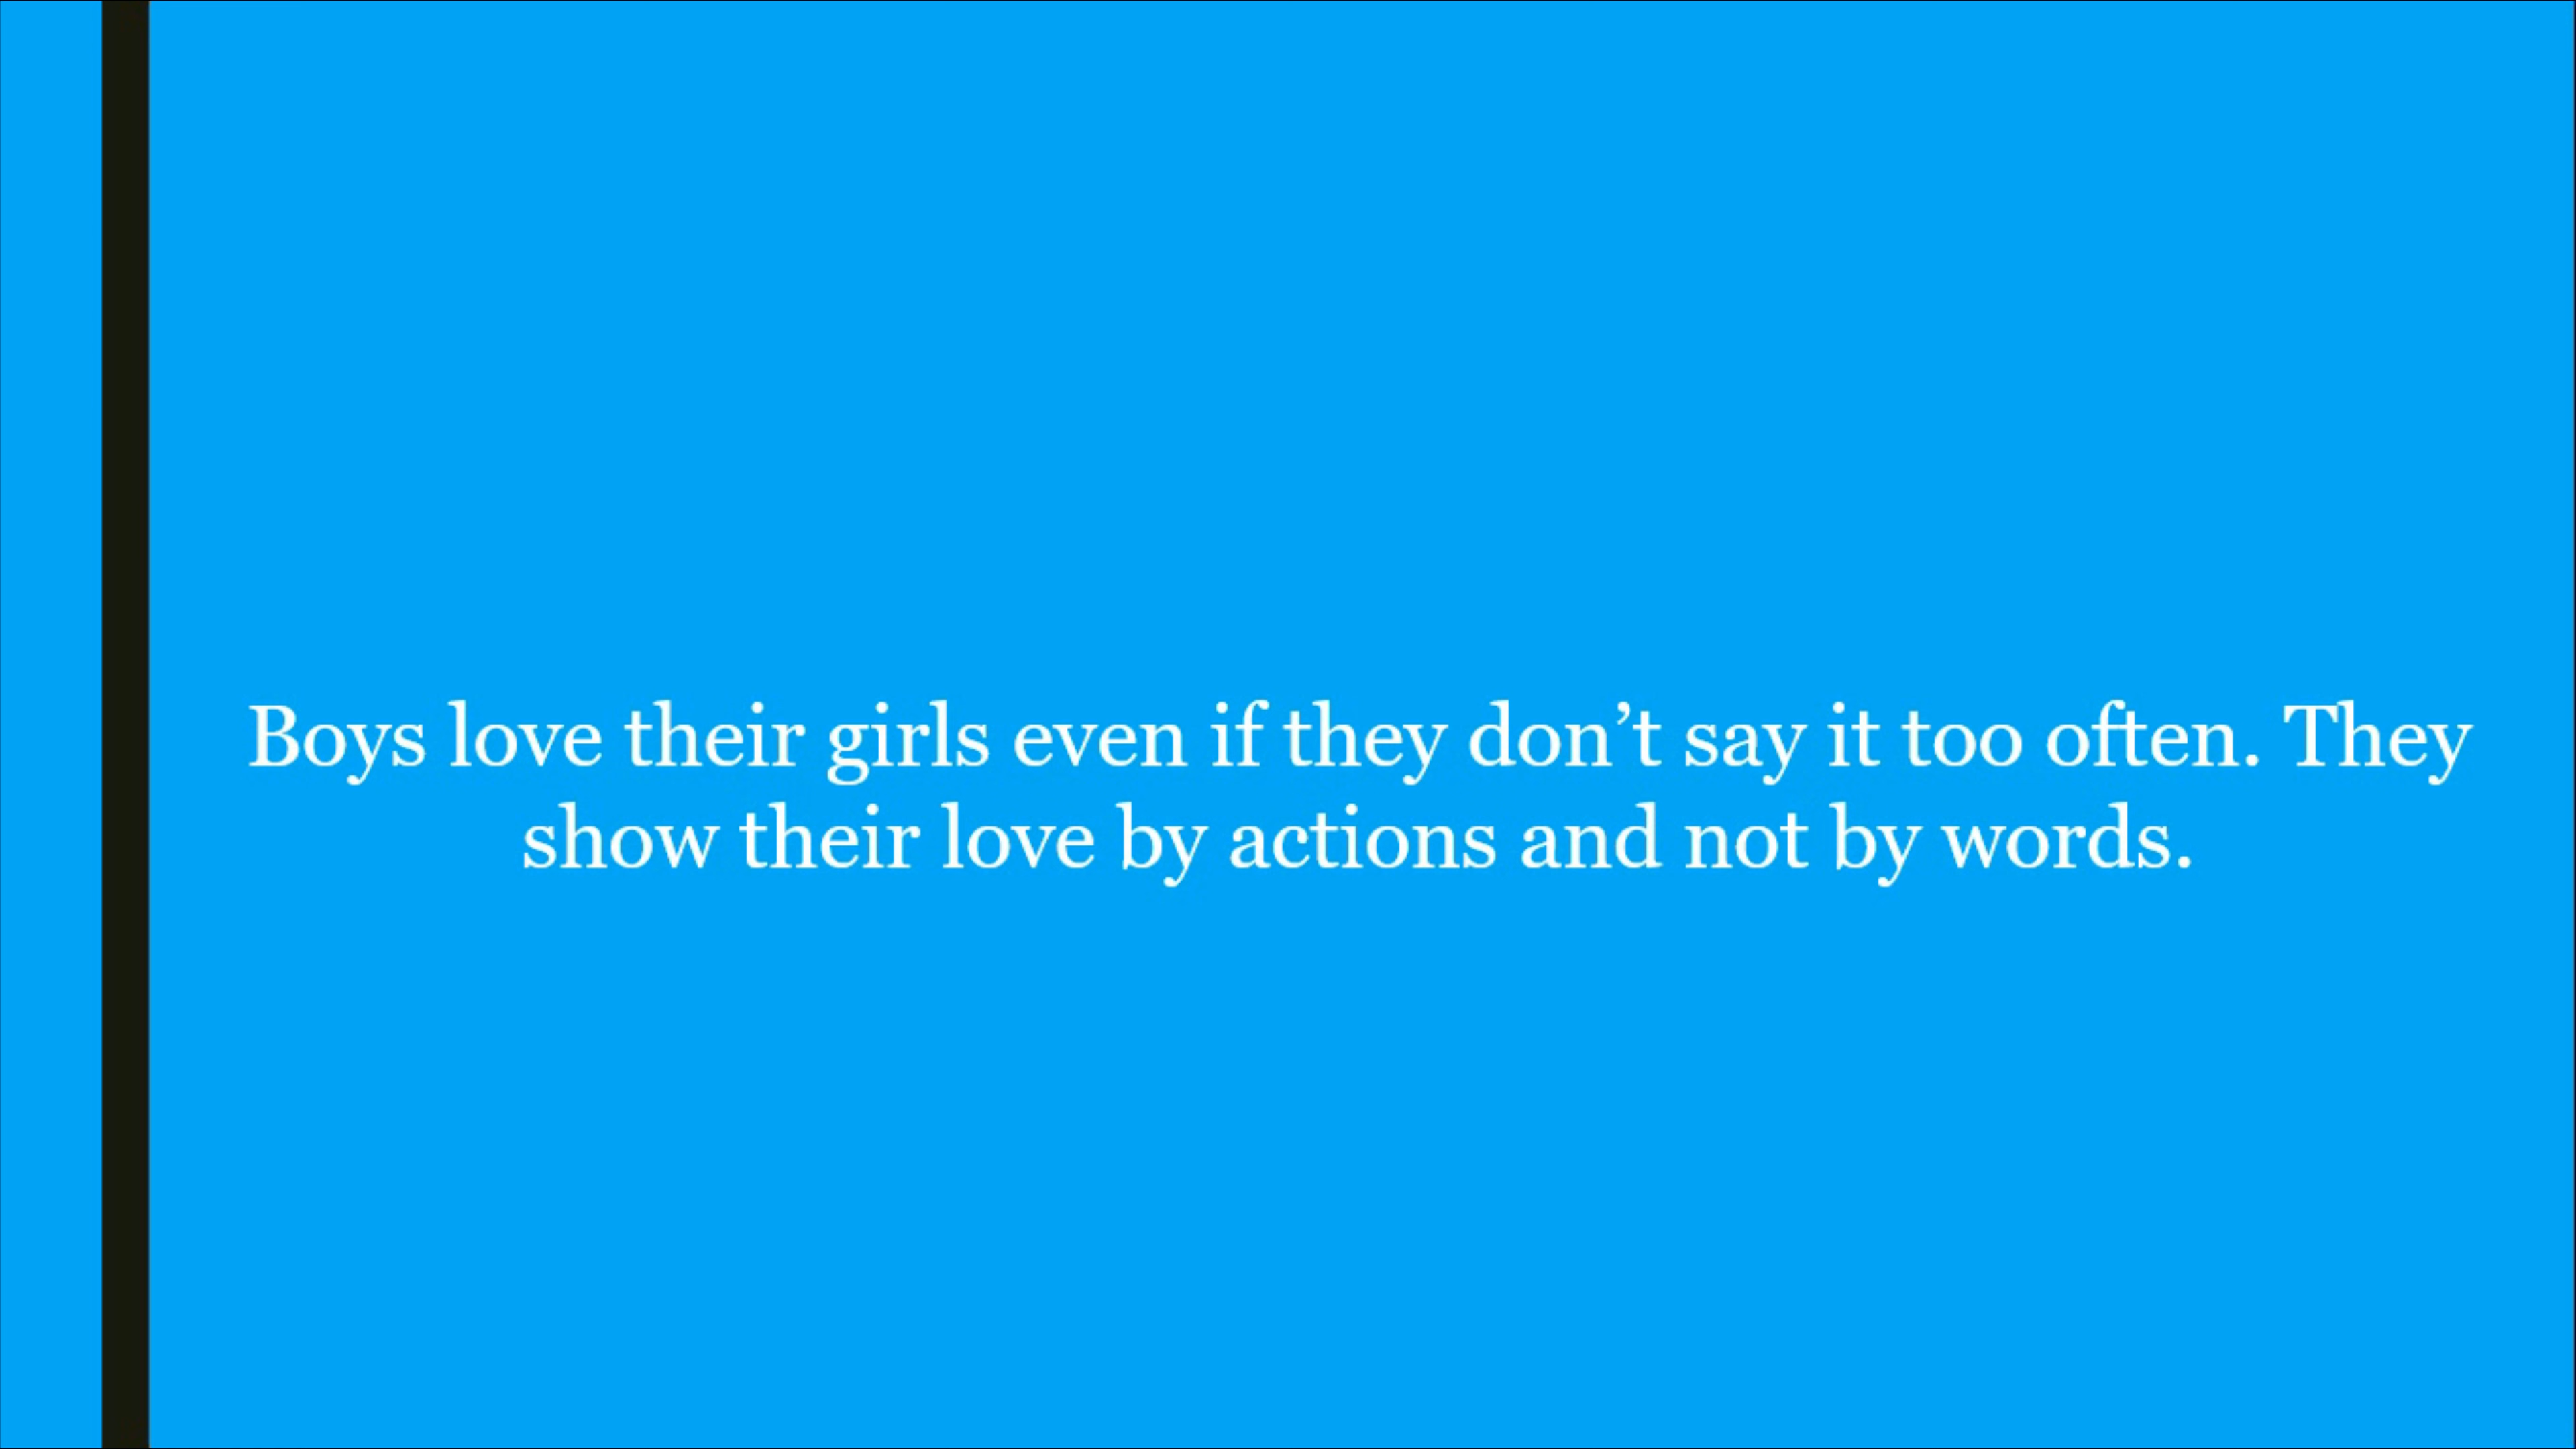 Boys love their girls even if they don’t say it too often. They
show their love by actions and not by words.